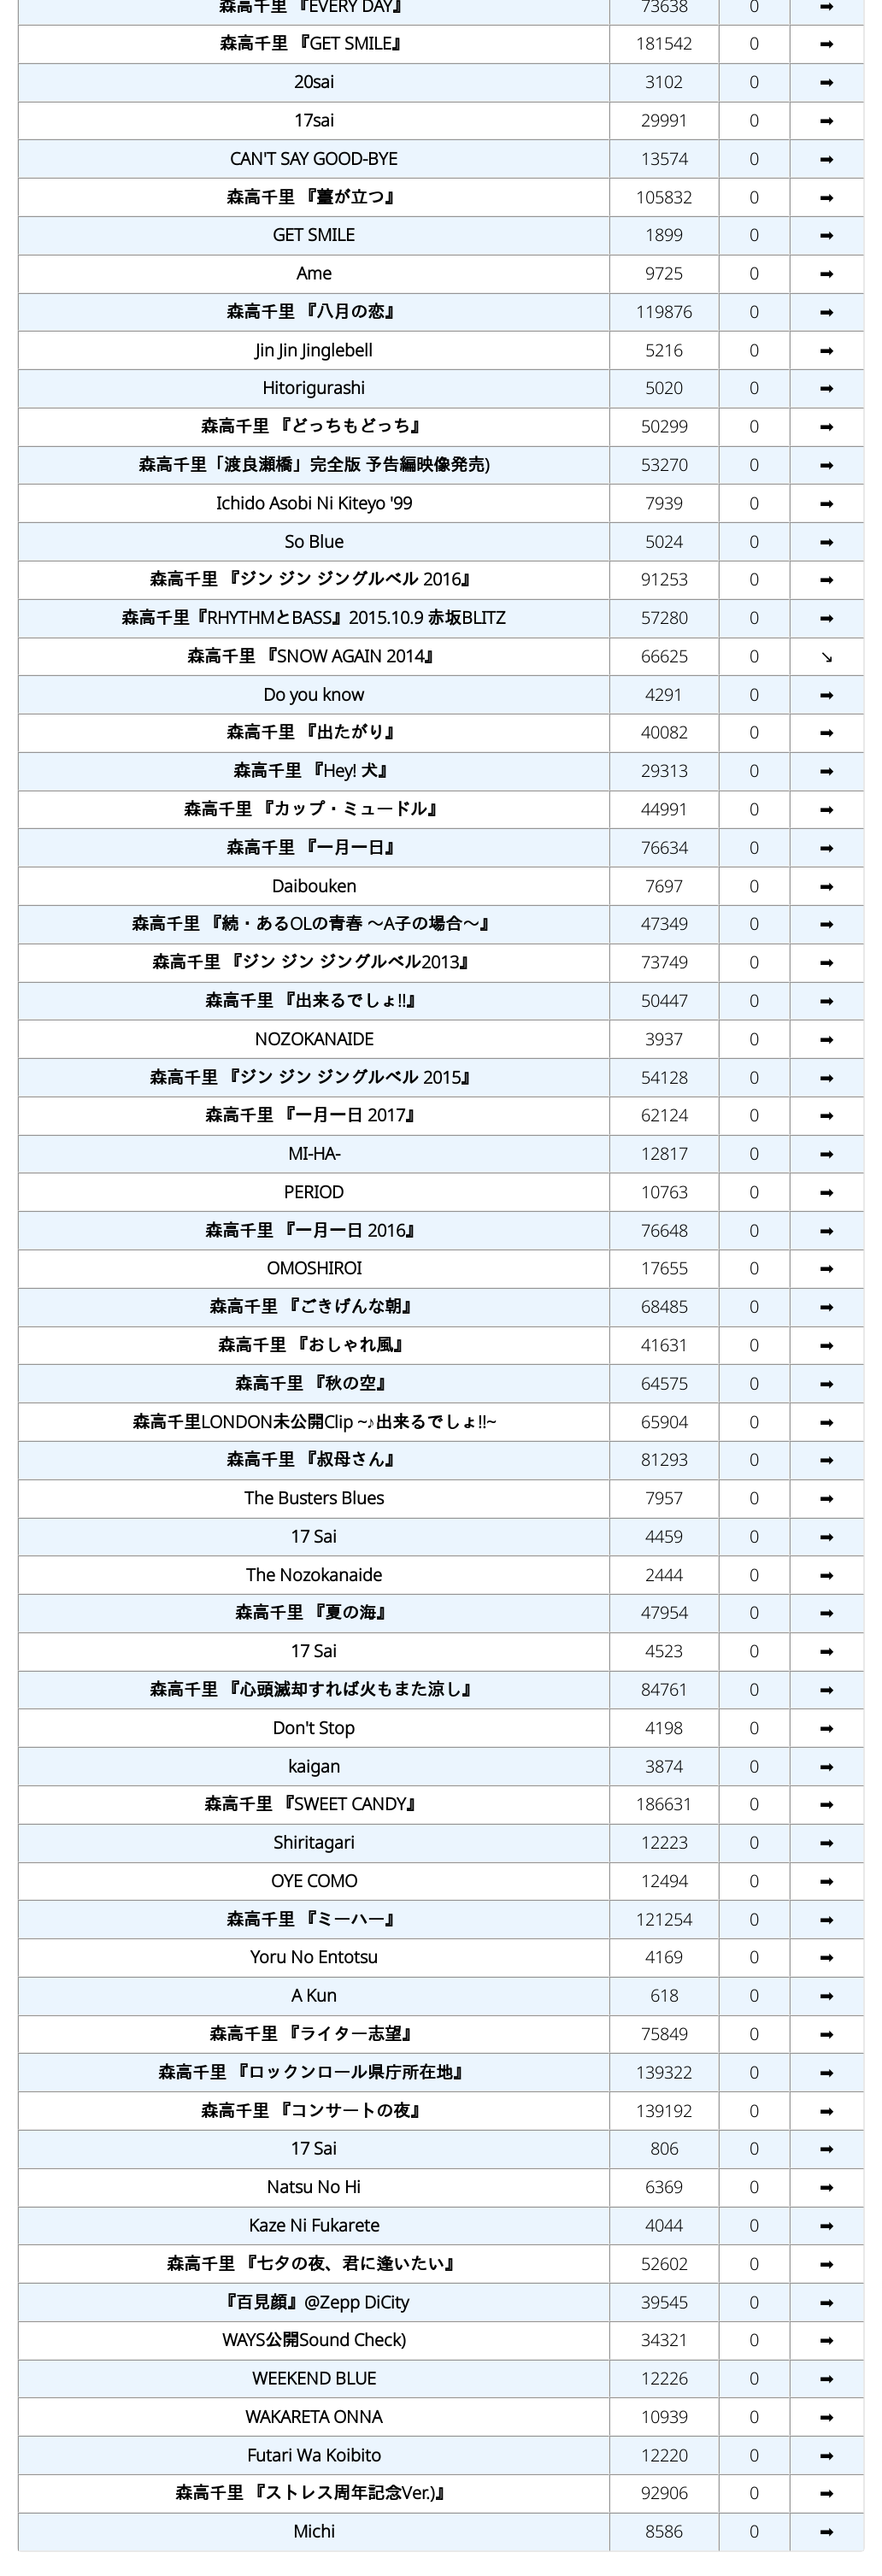 森高千里 『EVERY DAY』 73638 0 ➡
森高千里 『GET SMILE』 181542 0 ➡
20sai 3102 0 ➡
17sai 29991 0 ➡
CAN'T SAY GOOD-BYE 13574 0 ➡
森高千里 『薹が立つ』 105832 0 ➡
GET SMILE 1899 0 ➡
Ame 9725 0 ➡
森高千里 『八月の恋』 119876 0 ➡
Jin Jin Jinglebell 5216 0 ➡
Hitorigurashi 5020 0 ➡
森高千里 『どっちもどっち』 50299 0 ➡
森高千里「渡良瀬橋」完全版 予告編映像発売) 53270 0 ➡
Ichido Asobi Ni Kiteyo '99 7939 0 ➡
So Blue 5024 0 ➡
森高千里 『ジン ジン ジングルベル 2016』 91253 0 ➡
森高千里『RHYTHMとBASS』2015.10.9 赤坂BLITZ 57280 0 ➡
森高千里 『SNOW AGAIN 2014』 66625 0 ↘
Do you know 4291 0 ➡
森高千里 『出たがり』 40082 0 ➡
森高千里 『Hey! 犬』 29313 0 ➡
森高千里 『カップ・ミュードル』 44991 0 ➡
森高千里 『一月一日』 76634 0 ➡
Daibouken 7697 0 ➡
森高千里 『続・あるOLの青春 〜A子の場合〜』 47349 0 ➡
森高千里 『ジン ジン ジングルベル2013』 73749 0 ➡
森高千里 『出来るでしょ!!』 50447 0 ➡
NOZOKANAIDE 3937 0 ➡
森高千里 『ジン ジン ジングルベル 2015』 54128 0 ➡
森高千里 『一月一日 2017』 62124 0 ➡
MI-HA- 12817 0 ➡
PERIOD 10763 0 ➡
森高千里 『一月一日 2016』 76648 0 ➡
OMOSHIROI 17655 0 ➡
森高千里 『ごきげんな朝』 68485 0 ➡
森高千里 『おしゃれ風』 41631 0 ➡
森高千里 『秋の空』 64575 0 ➡
森高千里LONDON未公開Clip ~♪出来るでしょ!!~ 65904 0 ➡
森高千里 『叔母さん』 81293 0 ➡
The Busters Blues 7957 0 ➡
17 Sai 4459 0 ➡
The Nozokanaide 2444 0 ➡
森高千里 『夏の海』 47954 0 ➡
17 Sai 4523 0 ➡
森高千里 『心頭滅却すれば火もまた涼し』 84761 0 ➡
Don't Stop 4198 0 ➡
kaigan 3874 0 ➡
森高千里 『SWEET CANDY』 186631 0 ➡
Shiritagari 12223 0 ➡
OYE COMO 12494 0 ➡
森高千里 『ミーハー』 121254 0 ➡
Yoru No Entotsu 4169 0 ➡
A Kun 618 0 ➡
森高千里 『ライター志望』 75849 0 ➡
森高千里 『ロックンロール県庁所在地』 139322 0 ➡
森高千里 『コンサートの夜』 139192 0 ➡
17 Sai 806 0 ➡
Natsu No Hi 6369 0 ➡
Kaze Ni Fukarete 4044 0 ➡
森高千里 『七夕の夜、君に逢いたい』 52602 0 ➡
『百見顔』@Zepp DiCity 39545 0 ➡
WAYS公開Sound Check) 34321 0 ➡
WEEKEND BLUE 12226 0 ➡
WAKARETA ONNA 10939 0 ➡
Futari Wa Koibito 12220 0 ➡
森高千里 『ストレス周年記念Ver.)』 92906 0 ➡
Michi 8586 0 ➡